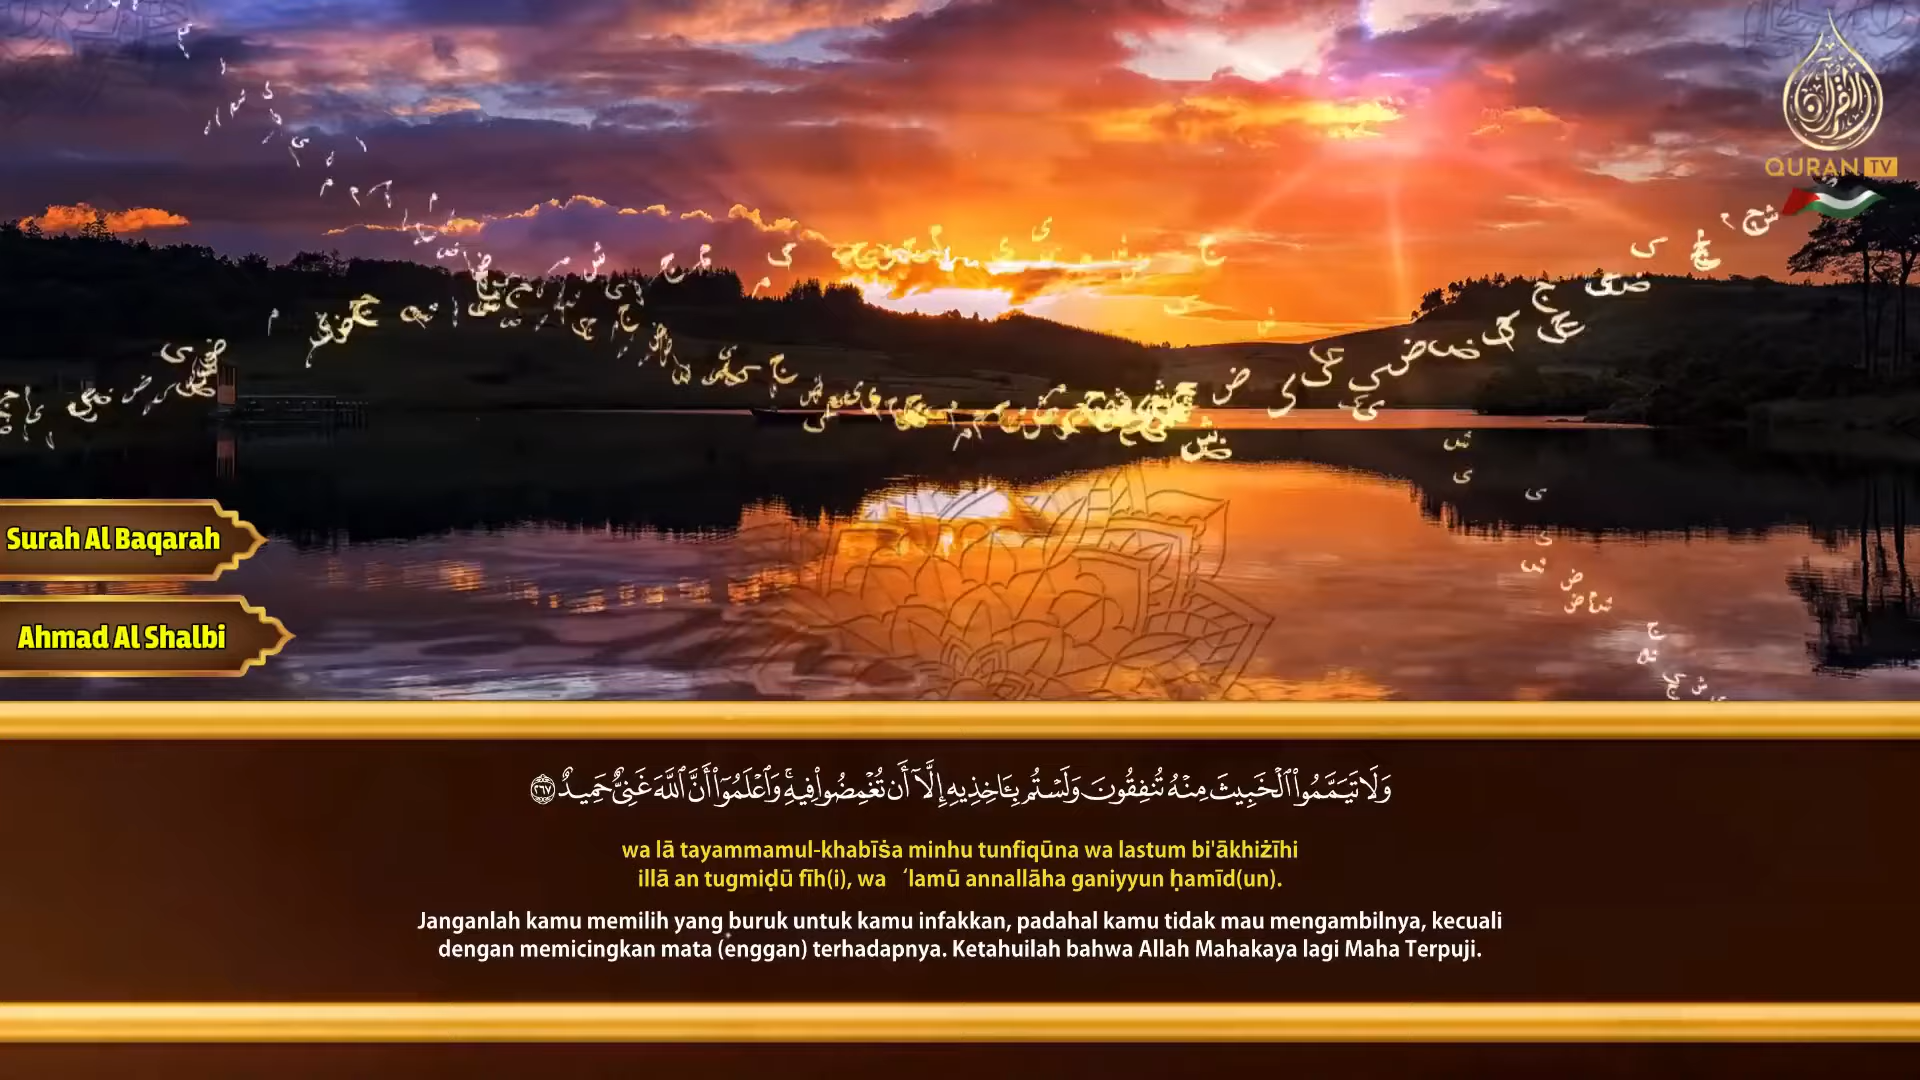 القرآن
QURAN TV
Surah Al Baqarah
Ahmad Al Shalbi
وَلَا تَيَمَّمُوا۟ ٱلْخَبِيثَ مِنْهُ تُنفِقُونَ وَلَسْتُم بِـَٔاخِذِيهِ إِلَّآ أَن تُغْمِضُوا۟ فِيهِ ۚ وَٱعْلَمُوٓا۟ أَنَّ ٱللَّهَ غَنِىٌّ حَمِيدٌ ٢٦٧
wa lā tayammamul-khabīṡa minhu tunfiqūna wa lastum bi'ākhiżīhi
illā an tugmiḍū fīh(i), wa ‘lamū annallāha ganiyyun ḥamīd(un).
Janganlah kamu memilih yang buruk untuk kamu infakkan, padahal kamu tidak mau mengambilnya, kecuali
dengan memicingkan mata (enggan) terhadapnya. Ketahuilah bahwa Allah Mahakaya lagi Maha Terpuji.